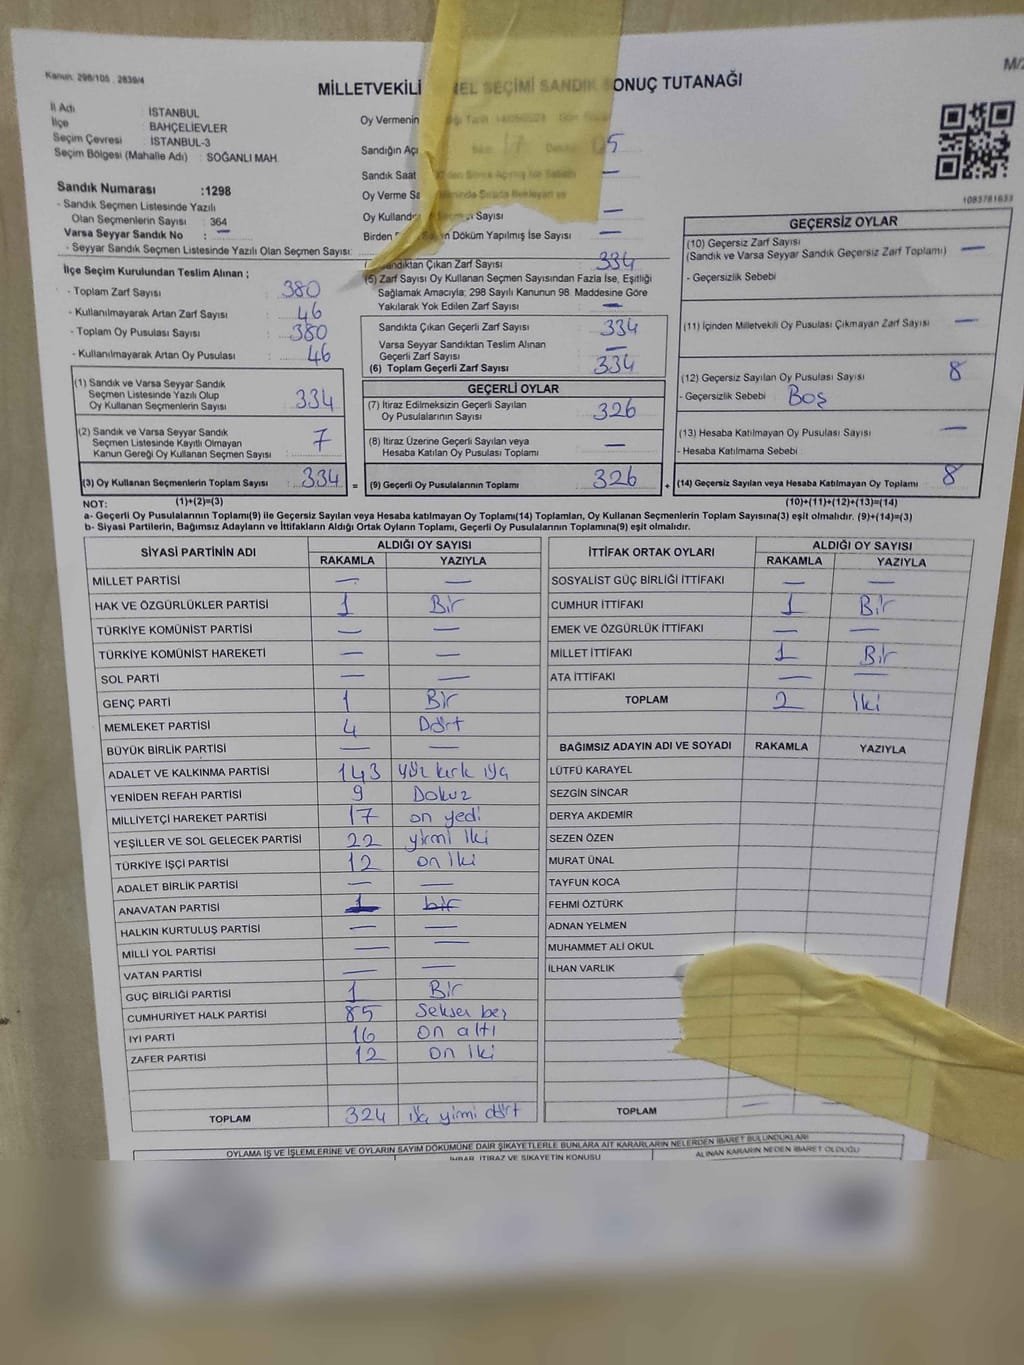 Kanun: 298/105 , 2839/4
M/2
MİLLETVEKİLİ SEÇİMİ SANDIK SONUÇ TUTANAĞI
İl Adı İSTANBUL
İlçe BAHÇELİEVLER
Seçim Çevresi : İSTANBUL-3
Seçim Bölgesi (Mahalle Adı) : SOĞANLI MAH.
Sandık Numarası :1298
- Sandık Seçmen Listesinde Yazılı
Olan Seçmenlerin Sayısı : 364
Varsa Seyyar Sandık No : —
- Seyyar Sandık Seçmen Listesinde Yazılı Olan Seçmen Sayısı:
İlçe Seçim Kurulundan Teslim Alınan ;
- Toplam Zarf Sayısı : 380
- Kullanılmayarak Artan Zarf Sayısı : 46
- Toplam Oy Pusulası Sayısı : 380
- Kullanılmayarak Artan Oy Pusulası : 46
(1) Sandık ve Varsa Seyyar Sandık
Seçmen Listesinde Yazılı Olup
Oy Kullanan Seçmenlerin Sayısı : 334
(2) Sandık ve Varsa Seyyar Sandık
Seçmen Listesinde Kayıtlı Olmayan
Kanun Gereği Oy Kullanan Seçmen Sayısı : 7
(3) Oy Kullanan Seçmenlerin Toplam Sayısı : 334 =
Oy Vermenin
Sandığın Açı 17 05
Sandık Saat —
Oy Verme Sa
Oy Kullandı Sayısı —
Birden Döküm Yapılmış İse Sayısı —
Sandıktan Çıkan Zarf Sayısı 334
(5) Zarf Sayısı Oy Kullanan Seçmen Sayısından Fazla İse, Eşitliği
Sağlamak Amacıyla; 298 Sayılı Kanunun 98. Maddesine Göre
Yakılarak Yok Edilen Zarf Sayısı : —
Sandıkta Çıkan Geçerli Zarf Sayısı : 334
Varsa Seyyar Sandıktan Teslim Alınan
Geçerli Zarf Sayısı : —
(6) Toplam Geçerli Zarf Sayısı : 334
GEÇERLİ OYLAR
(7) İtiraz Edilmeksizin Geçerli Sayılan
Oy Pusulalarının Sayısı : 326
(8) İtiraz Üzerine Geçerli Sayılan veya
Hesaba Katılan Oy Pusulası Toplamı : —
(9) Geçerli Oy Pusulalarının Toplamı : 326 +
1083781633
GEÇERSİZ OYLAR
(10) Geçersiz Zarf Sayısı
(Sandık ve Varsa Seyyar Sandık Geçersiz Zarf Toplamı) : —
- Geçersizlik Sebebi :
(11) İçinden Milletvekili Oy Pusulası Çıkmayan Zarf Sayısı : —
(12) Geçersiz Sayılan Oy Pusulası Sayısı : 8
- Geçersizlik Sebebi : Boş
(13) Hesaba Katılmayan Oy Pusulası Sayısı : —
- Hesaba Katılmama Sebebi :
(14) Geçersiz Sayılan veya Hesaba Katılmayan Oy Toplamı : 8
NOT: (1)+(2)=(3) (10)+(11)+(12)+(13)=(14)
a- Geçerli Oy Pusulalarının Toplamı(9) ile Geçersiz Sayılan veya Hesaba katılmayan Oy Toplamı(14) Toplamları, Oy Kullanan Seçmenlerin Toplam Sayısına(3) eşit olmalıdır. (9)+(14)=(3)
b- Siyasi Partilerin, Bağımsız Adayların ve İttifakların Aldığı Ortak Oyların Toplamı, Geçerli Oy Pusulalarının Toplamına(9) eşit olmalıdır.
SİYASİ PARTİNİN ADI ALDIĞI OY SAYISI
RAKAMLA YAZIYLA
MİLLET PARTİSİ — —
HAK VE ÖZGÜRLÜKLER PARTİSİ 1 Bir
TÜRKİYE KOMÜNİST PARTİSİ — —
TÜRKİYE KOMÜNİST HAREKETİ — —
SOL PARTİ — —
GENÇ PARTİ 1 Bir
MEMLEKET PARTİSİ 4 Dört
BÜYÜK BİRLİK PARTİSİ — —
ADALET VE KALKINMA PARTİSİ 143 yüz kırk üç
YENİDEN REFAH PARTİSİ 9 Dokuz
MİLLİYETÇİ HAREKET PARTİSİ 17 on yedi
YEŞİLLER VE SOL GELECEK PARTİSİ 22 yirmi iki
TÜRKİYE İŞÇİ PARTİSİ 12 on iki
ADALET BİRLİK PARTİSİ — —
ANAVATAN PARTİSİ 1 bir
HALKIN KURTULUŞ PARTİSİ — —
MİLLİ YOL PARTİSİ — —
VATAN PARTİSİ — —
GÜÇ BİRLİĞİ PARTİSİ 1 Bir
CUMHURİYET HALK PARTİSİ 85 Seksen beş
İYİ PARTİ 16 on altı
ZAFER PARTİSİ 12 on iki
TOPLAM 324 üç yirmi dört
İTTİFAK ORTAK OYLARI ALDIĞI OY SAYISI
RAKAMLA YAZIYLA
SOSYALİST GÜÇ BİRLİĞİ İTTİFAKI — —
CUMHUR İTTİFAKI 1 Bir
EMEK VE ÖZGÜRLÜK İTTİFAKI — —
MİLLET İTTİFAKI 1 Bir
ATA İTTİFAKI — —
TOPLAM 2 İki
BAĞIMSIZ ADAYIN ADI VE SOYADI RAKAMLA YAZIYLA
LÜTFÜ KARAYEL
SEZGİN SİNCAR
DERYA AKDEMİR
SEZEN ÖZEN
MURAT ÜNAL
TAYFUN KOCA
FEHMİ ÖZTÜRK
ADNAN YELMEN
MUHAMMET ALİ OKUL
İLHAN VARLIK
TOPLAM — —
OYLAMA İŞ VE İŞLEMLERİNE VE OYLARIN SAYIM DÖKÜMÜNE DAİR ŞİKAYETLERLE BUNLARA AİT KARARLARIN NELERDEN İBARET BULUNDUKLARI
İHBAR, İTİRAZ VE ŞİKAYETİN KONUSU ALINAN KARARIN NEDEN İBARET OLDUĞU